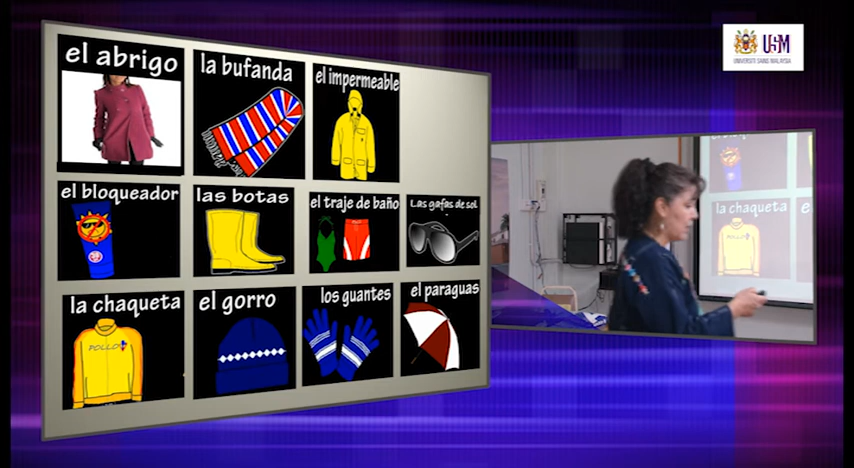 el abrigo
la bufanda
el impermeable
el bloqueador
las botas
el traje de baño
Las gafas de sol
la chaqueta
el gorro
los guantes
el paraguas
POLLO
USM
UNIVERSITI SAINS MALAYSIA
la chaqueta
e